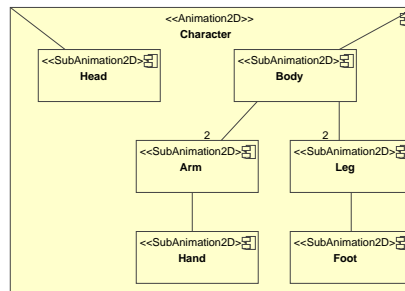 <<Animation2D>>
Character
<<SubAnimation2D>>
Head
<<SubAnimation2D>>
Body
2
2
<<SubAnimation2D>>
Arm
<<SubAnimation2D>>
Leg
<<SubAnimation2D>>
Hand
<<SubAnimation2D>>
Foot